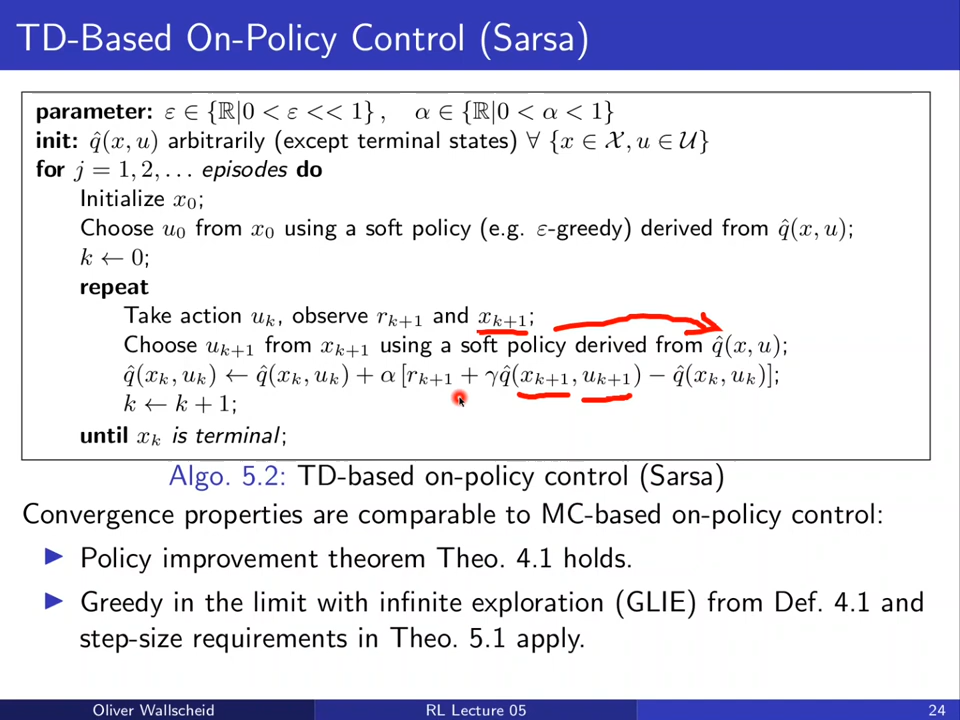 TD-Based On-Policy Control (Sarsa)
parameter: ε ∈ {ℝ|0 < ε << 1}, α ∈ {ℝ|0 < α < 1}
init: q̂(x, u) arbitrarily (except terminal states) ∀ {x ∈ 𝒳, u ∈ 𝒰}
for j = 1, 2, . . . episodes do
Initialize x₀;
Choose u₀ from x₀ using a soft policy (e.g. ε-greedy) derived from q̂(x, u);
k ← 0;
repeat
Take action uₖ, observe rₖ₊₁ and xₖ₊₁;
Choose uₖ₊₁ from xₖ₊₁ using a soft policy derived from q̂(x, u);
q̂(xₖ, uₖ) ← q̂(xₖ, uₖ) + α [rₖ₊₁ + γq̂(xₖ₊₁, uₖ₊₁) − q̂(xₖ, uₖ)];
k ← k + 1;
until xₖ is terminal;
Algo. 5.2: TD-based on-policy control (Sarsa)
Convergence properties are comparable to MC-based on-policy control:
▶ Policy improvement theorem Theo. 4.1 holds.
▶ Greedy in the limit with infinite exploration (GLIE) from Def. 4.1 and
step-size requirements in Theo. 5.1 apply.
Oliver Wallscheid RL Lecture 05 24